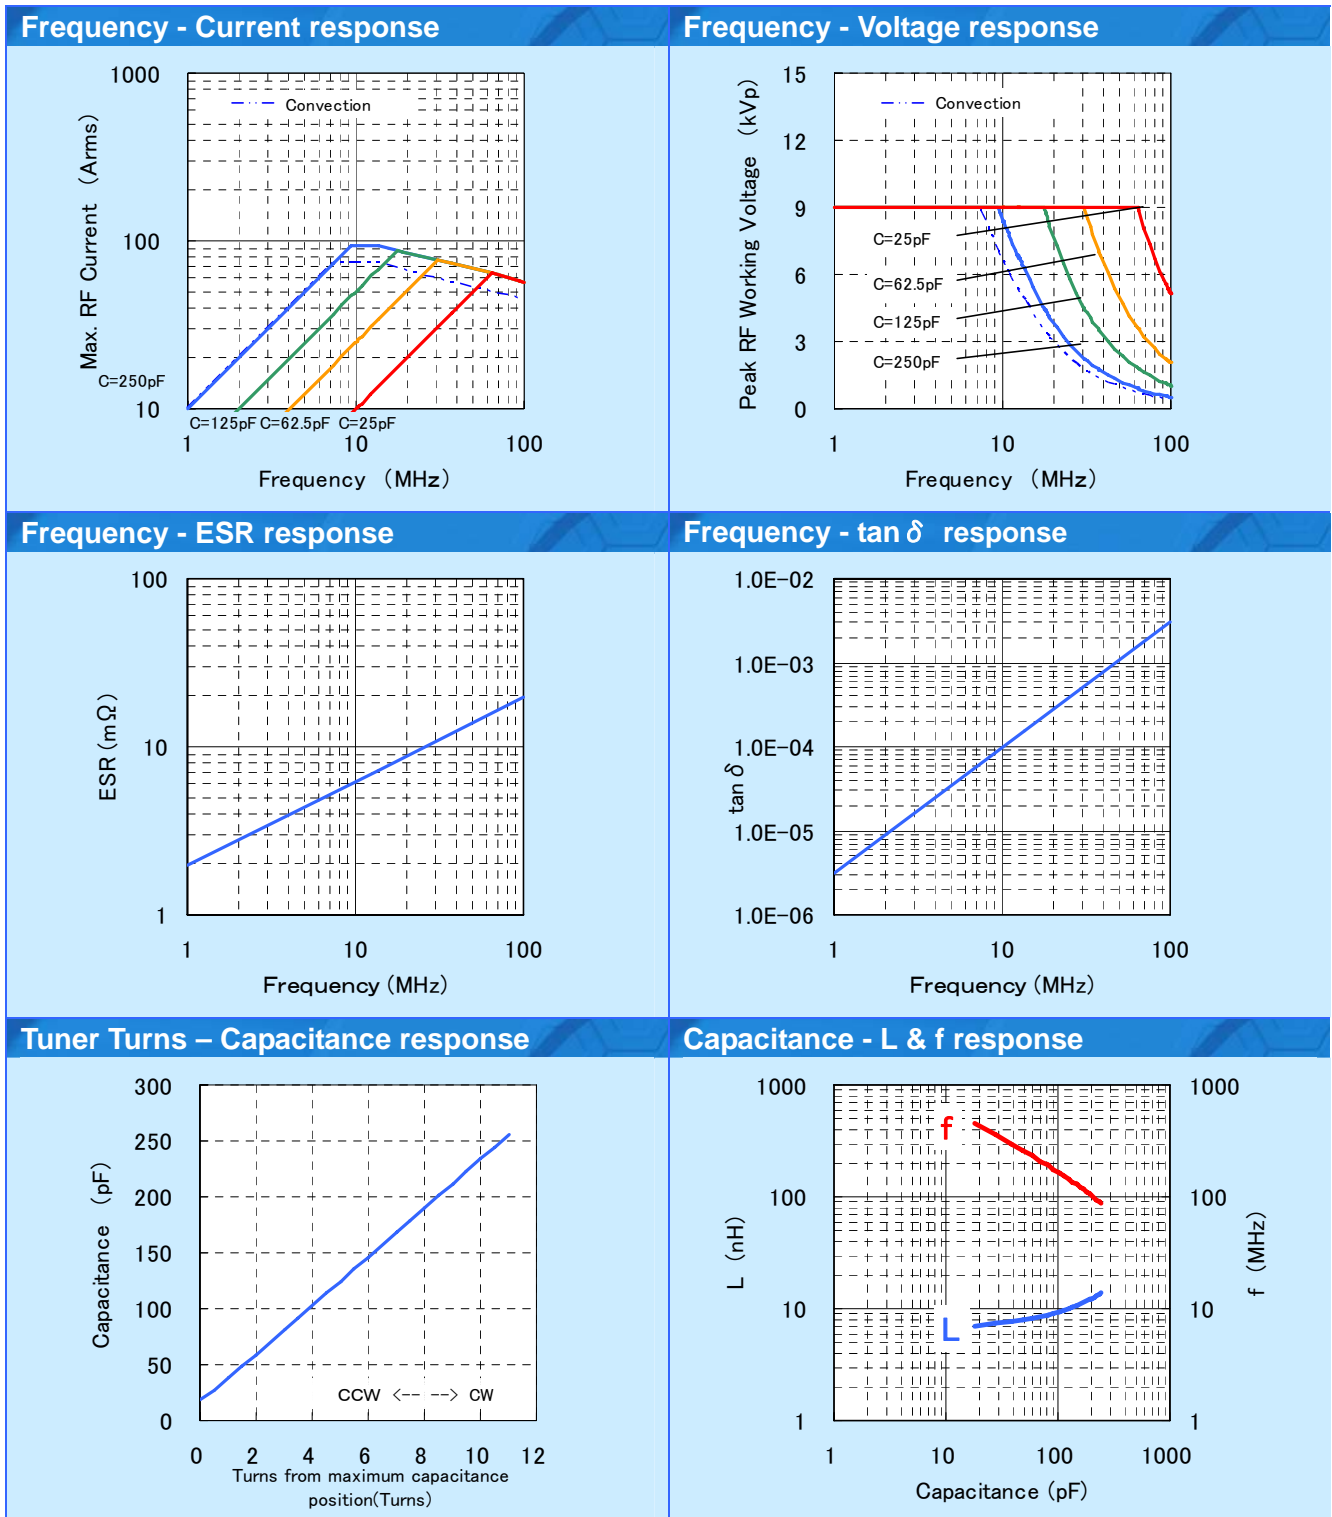 Frequency - Current response
1000
100
10
Max. RF Current (Arms)
Convection
C=250pF
C=125pF C=62.5pF C=25pF
1 10 100
Frequency (MHz)
Frequency - Voltage response
15
12
9
6
3
0
Peak RF Working Voltage (kVp)
Convection
C=25pF
C=62.5pF
C=125pF
C=250pF
1 10 100
Frequency (MHz)
Frequency - ESR response
100
10
1
ESR (mΩ)
1 10 100
Frequency (MHz)
Frequency - tan δ response
1.0E-02
1.0E-03
1.0E-04
1.0E-05
1.0E-06
tan δ
1 10 100
Frequency (MHz)
Tuner Turns – Capacitance response
300
250
200
150
100
50
0
Capacitance (pF)
CCW <-- --> CW
0 2 4 6 8 10 12
Turns from maximum capacitance
position(Turns)
Capacitance - L & f response
1000
100
10
1
L (nH)
f
L
1000
100
10
1
f (MHz)
1 10 100 1000
Capacitance (pF)